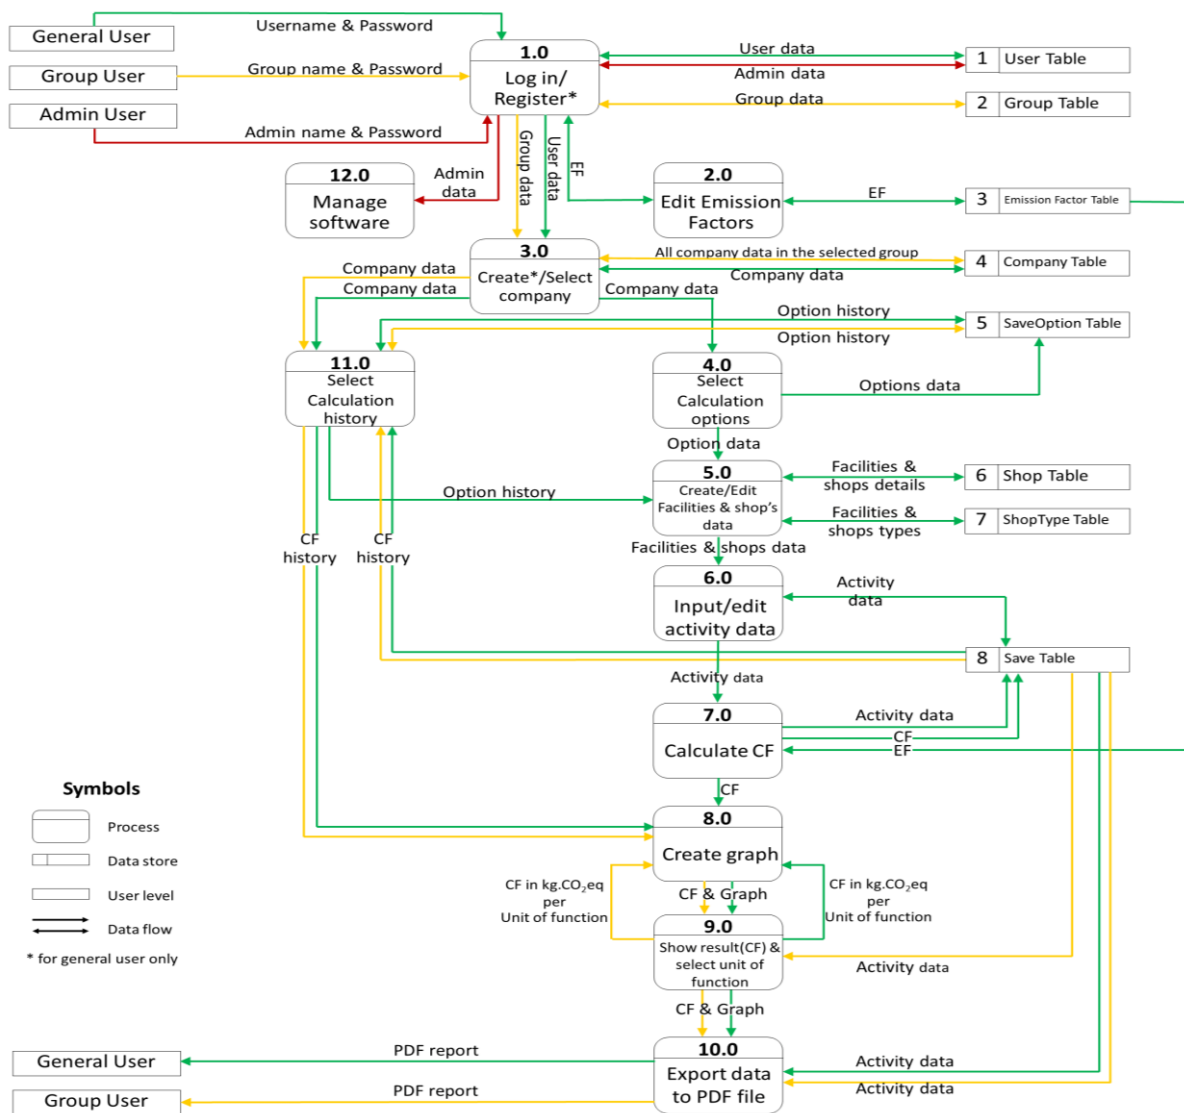 General User
Username & Password
Group User
Group name & Password
Admin User
Admin name & Password
1.0
Log in/
Register*
User data
Admin data
Group data
1 User Table
2 Group Table
Admin
data
Group data
User data
EF
12.0
Manage
software
2.0
Edit Emission
Factors
EF
3 Emission Factor Table
3.0
Create*/Select
company
All company data in the selected group
Company data
4 Company Table
Company data
Company data
Company data
Option history
Option history
5 SaveOption Table
11.0
Select
Calculation
history
4.0
Select
Calculation
options
Options data
Option data
5.0
Create/Edit
Facilities & shop's
data
Option history
Facilities &
shops details
6 Shop Table
Facilities &
shops types
7 ShopType Table
CF
history
CF
history
Facilities & shops data
6.0
Input/edit
activity data
Activity
data
8 Save Table
Activity data
7.0
Calculate CF
Activity data
CF
EF
CF
8.0
Create graph
CF in kg.CO₂eq
per
Unit of function
CF & Graph
CF in kg.CO₂eq
per
Unit of function
9.0
Show result(CF) &
select unit of
function
Activity data
CF & Graph
10.0
Export data
to PDF file
Activity data
Activity data
PDF report
General User
PDF report
Group User
Symbols
Process
Data store
User level
Data flow
* for general user only